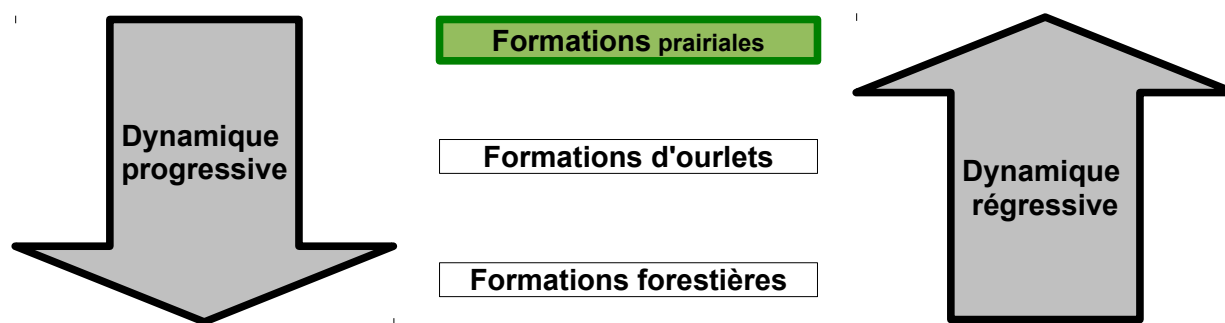 Formations prairiales
Dynamique
progressive
Formations d'ourlets
Dynamique
régressive
Formations forestières